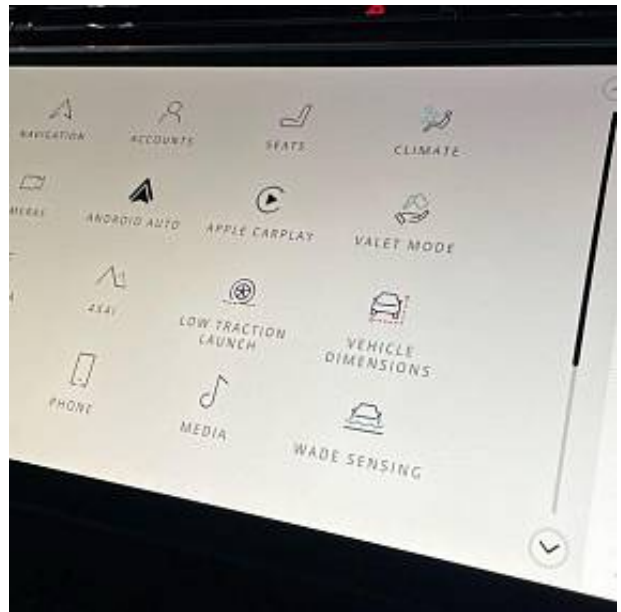 NAVIGATION
ACCOUNTS
SEATS
CLIMATE
ANDROID AUTO
APPLE CARPLAY
VALET MODE
4X4i
LOW TRACTION
LAUNCH
VEHICLE
DIMENSIONS
PHONE
MEDIA
WADE SENSING